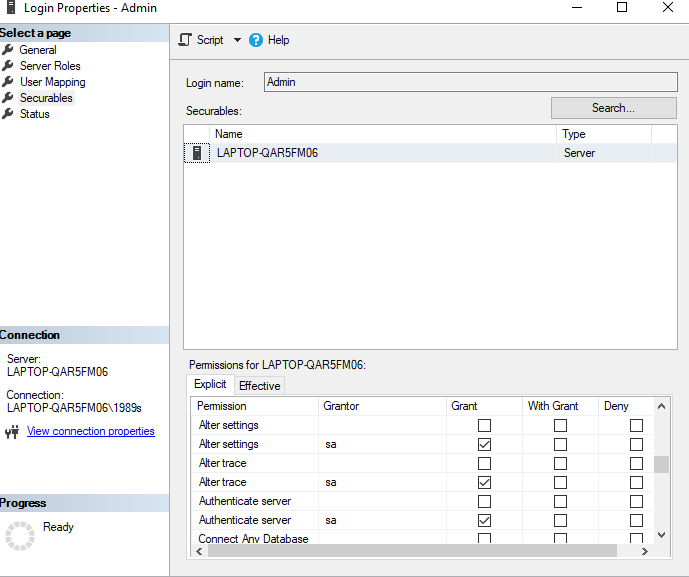 Login Properties - Admin
Select a page
General
Server Roles
User Mapping
Securables
Status
Script
Help
Login name:
Admin
Securables:
Search...
Name Type
LAPTOP-QAR5FM06 Server
Connection
Server:
LAPTOP-QAR5FM06
Connection:
LAPTOP-QAR5FM06\1989s
View connection properties
Progress
Ready
Permissions for LAPTOP-QAR5FM06:
Explicit Effective
Permission Grantor Grant With Grant Deny
Alter settings
Alter settings sa
Alter trace
Alter trace sa
Authenticate server
Authenticate server sa
Connect Any Database